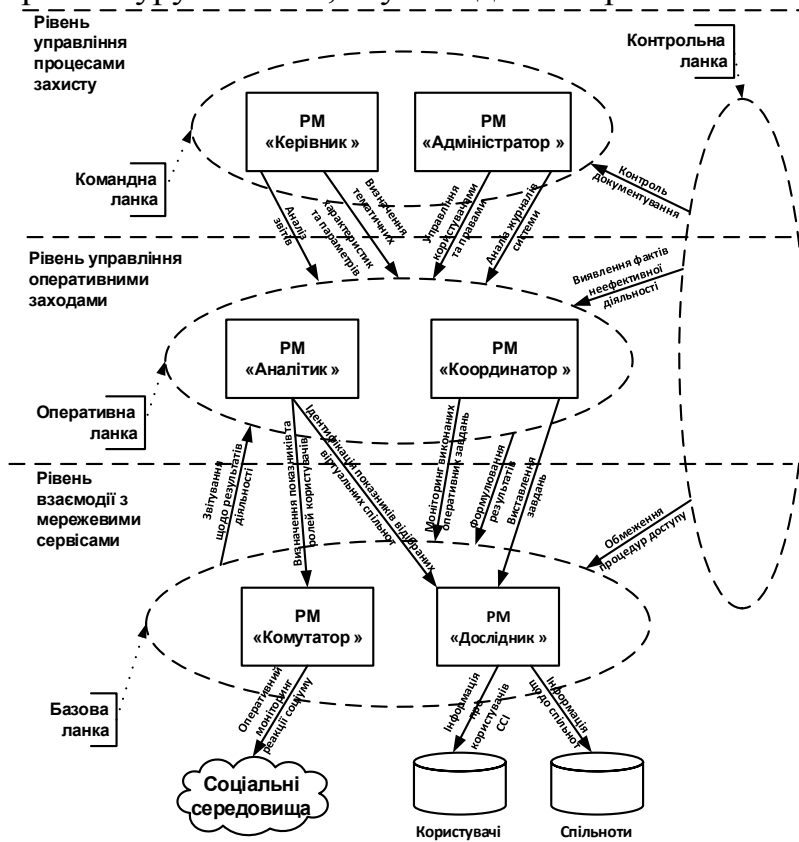 Рівень
управління
процесами
захисту
Контрольна
ланка
РМ
«Керівник»
РМ
«Адміністратор»
Командна
ланка
Аналіз
звітів
Визначення
тематичних
характеристик
та параметрів
Управління
користувачами
та правами
Аналіз журналів
системи
Контроль
документування
Рівень управління
оперативними
заходами
Виявлення фактів
неефективної
діяльності
РМ
«Аналітик»
РМ
«Координатор»
Оперативна
ланка
Звітування
щодо результатів
діяльності
Визначення показників та
ролей користувачів
Ідентифікація показників відібраних
віртуальних спільнот
Моніторинг виконаних
оперативних завдань
Формулювання
результатів
Виставлення
завдань
Рівень
взаємодії з
мережевими
сервісами
Обмеження
процедур доступу
РМ
«Комутатор»
РМ
«Дослідник»
Базова
ланка
Оперативний
моніторинг
реакції соціуму
Інформація
про
користувачів
ССІ
Інформація
щодо спільнот
Соціальні
середовища
Користувачі
Спільноти